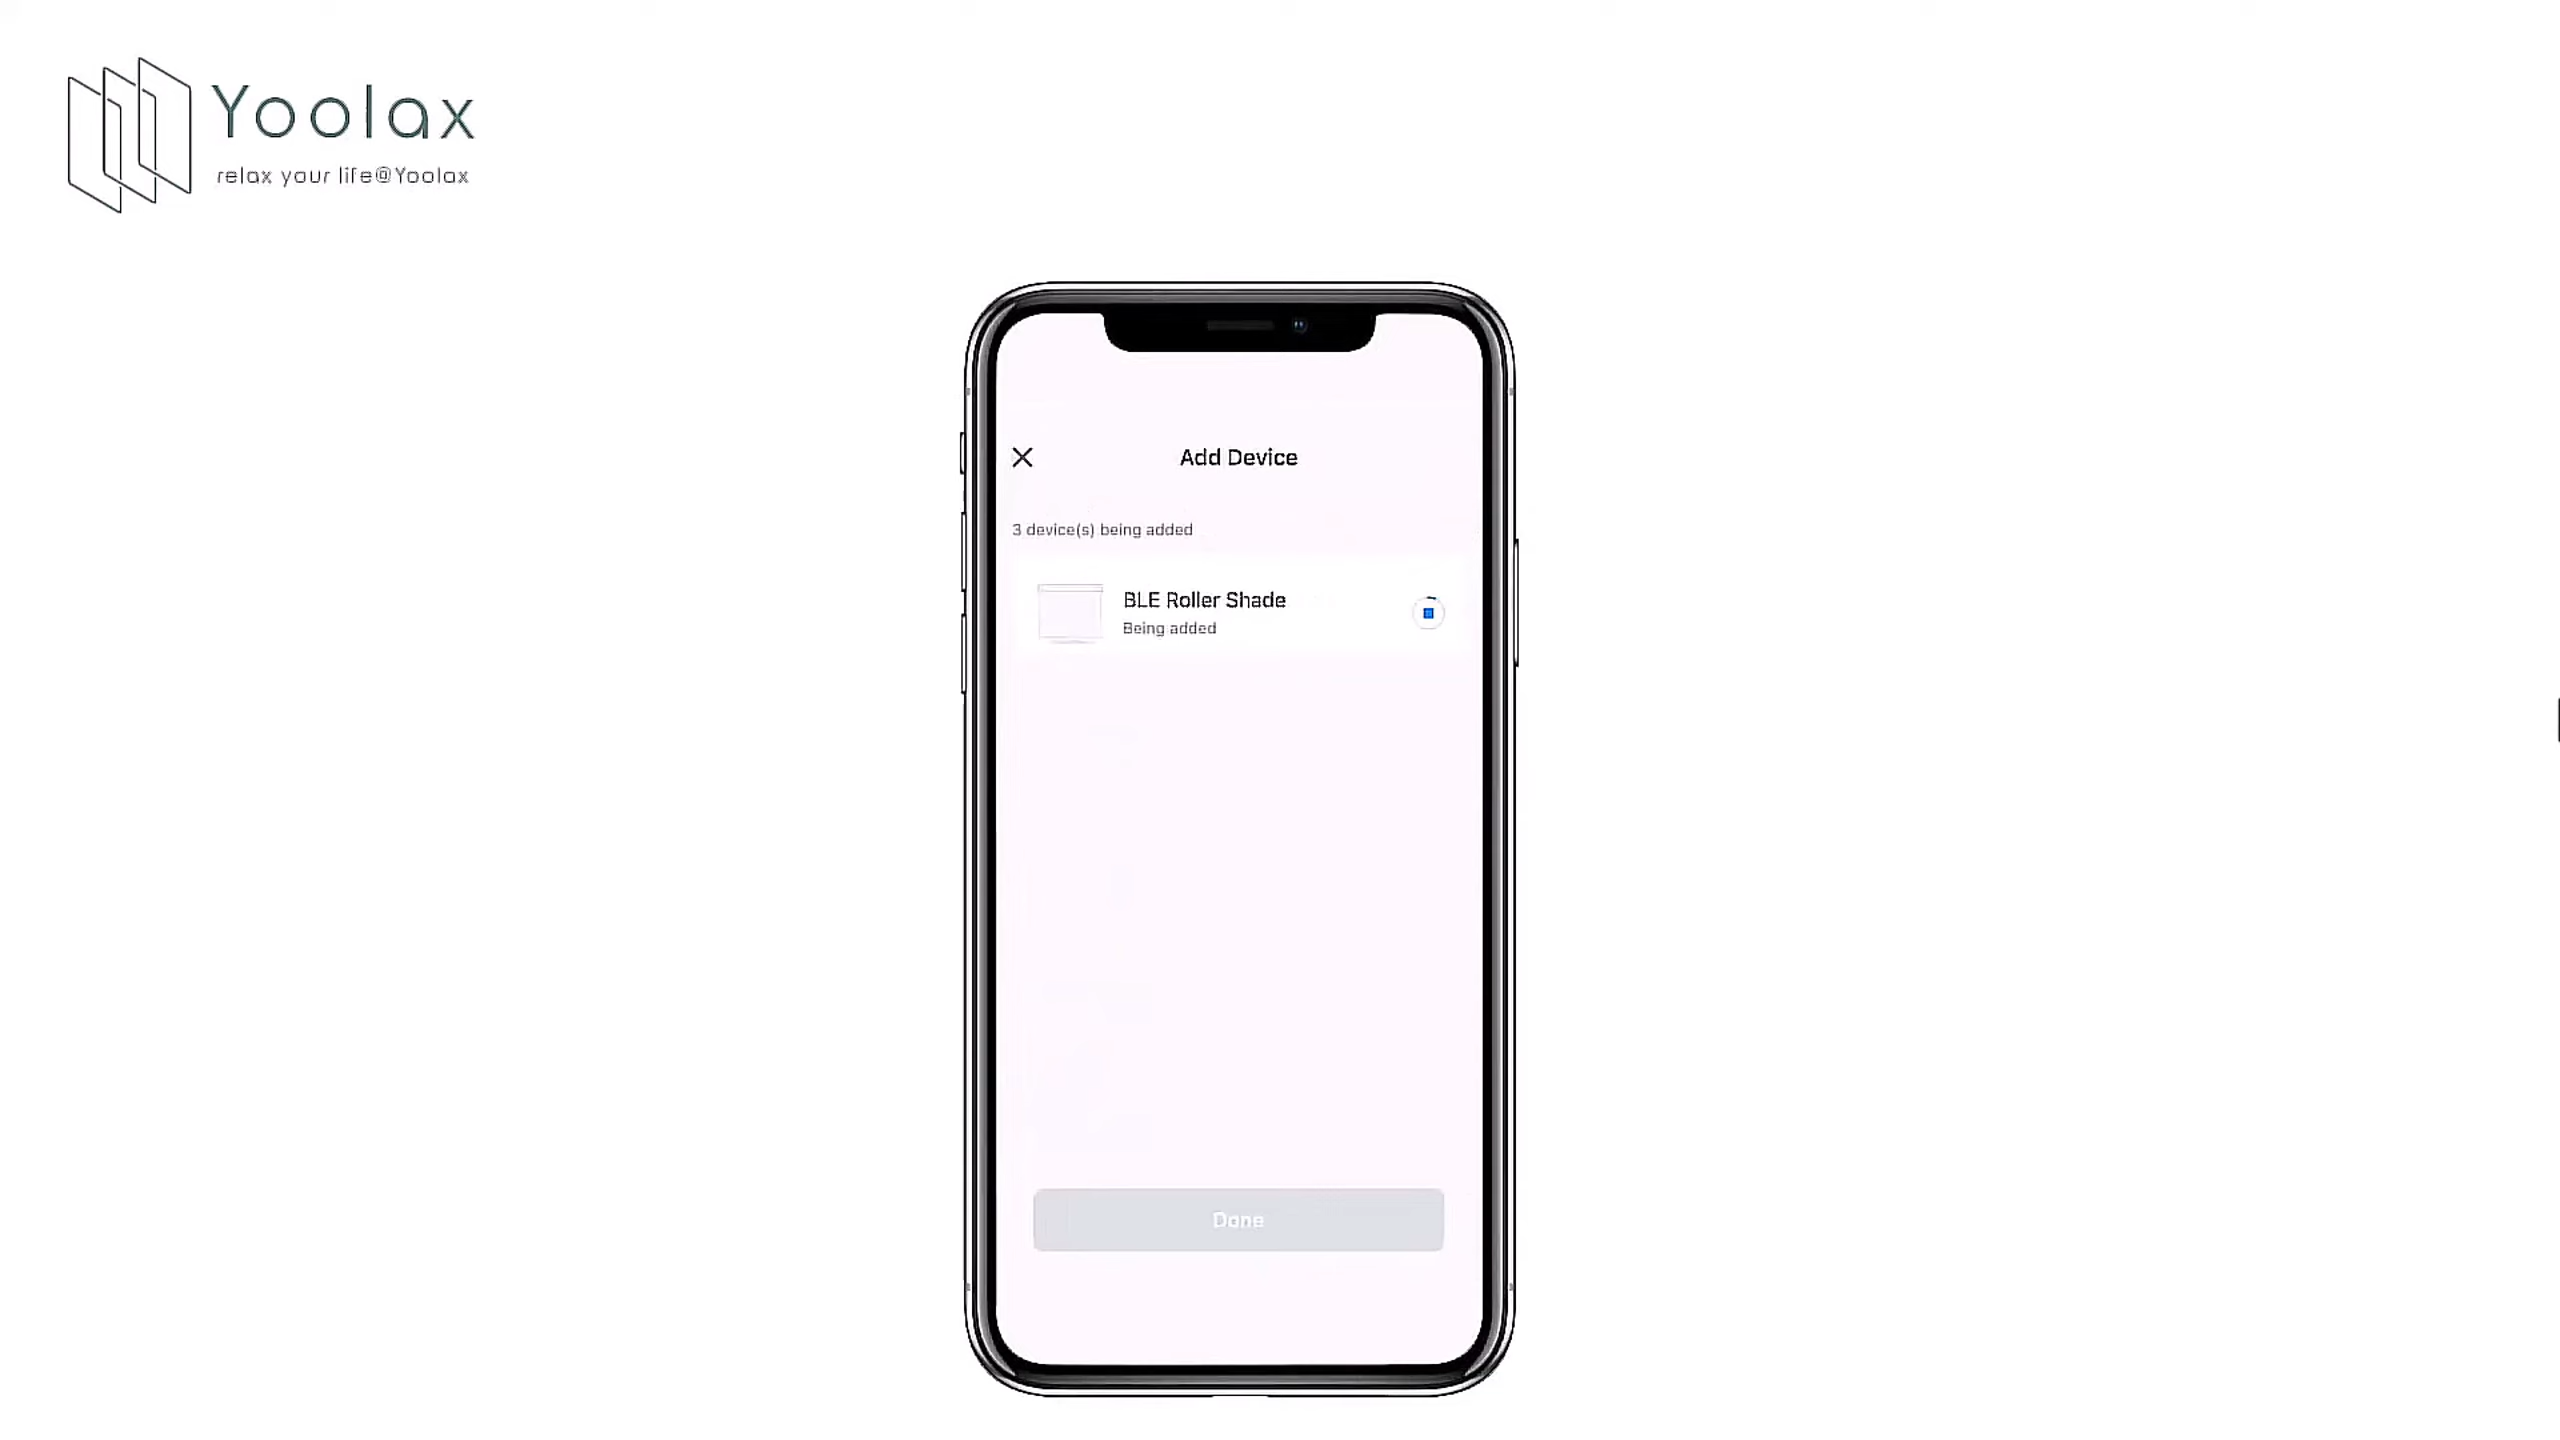 Yoolax
relax your life@Yoolax
Add Device
3 device(s) being added
BLE Roller Shade
Being added
Done